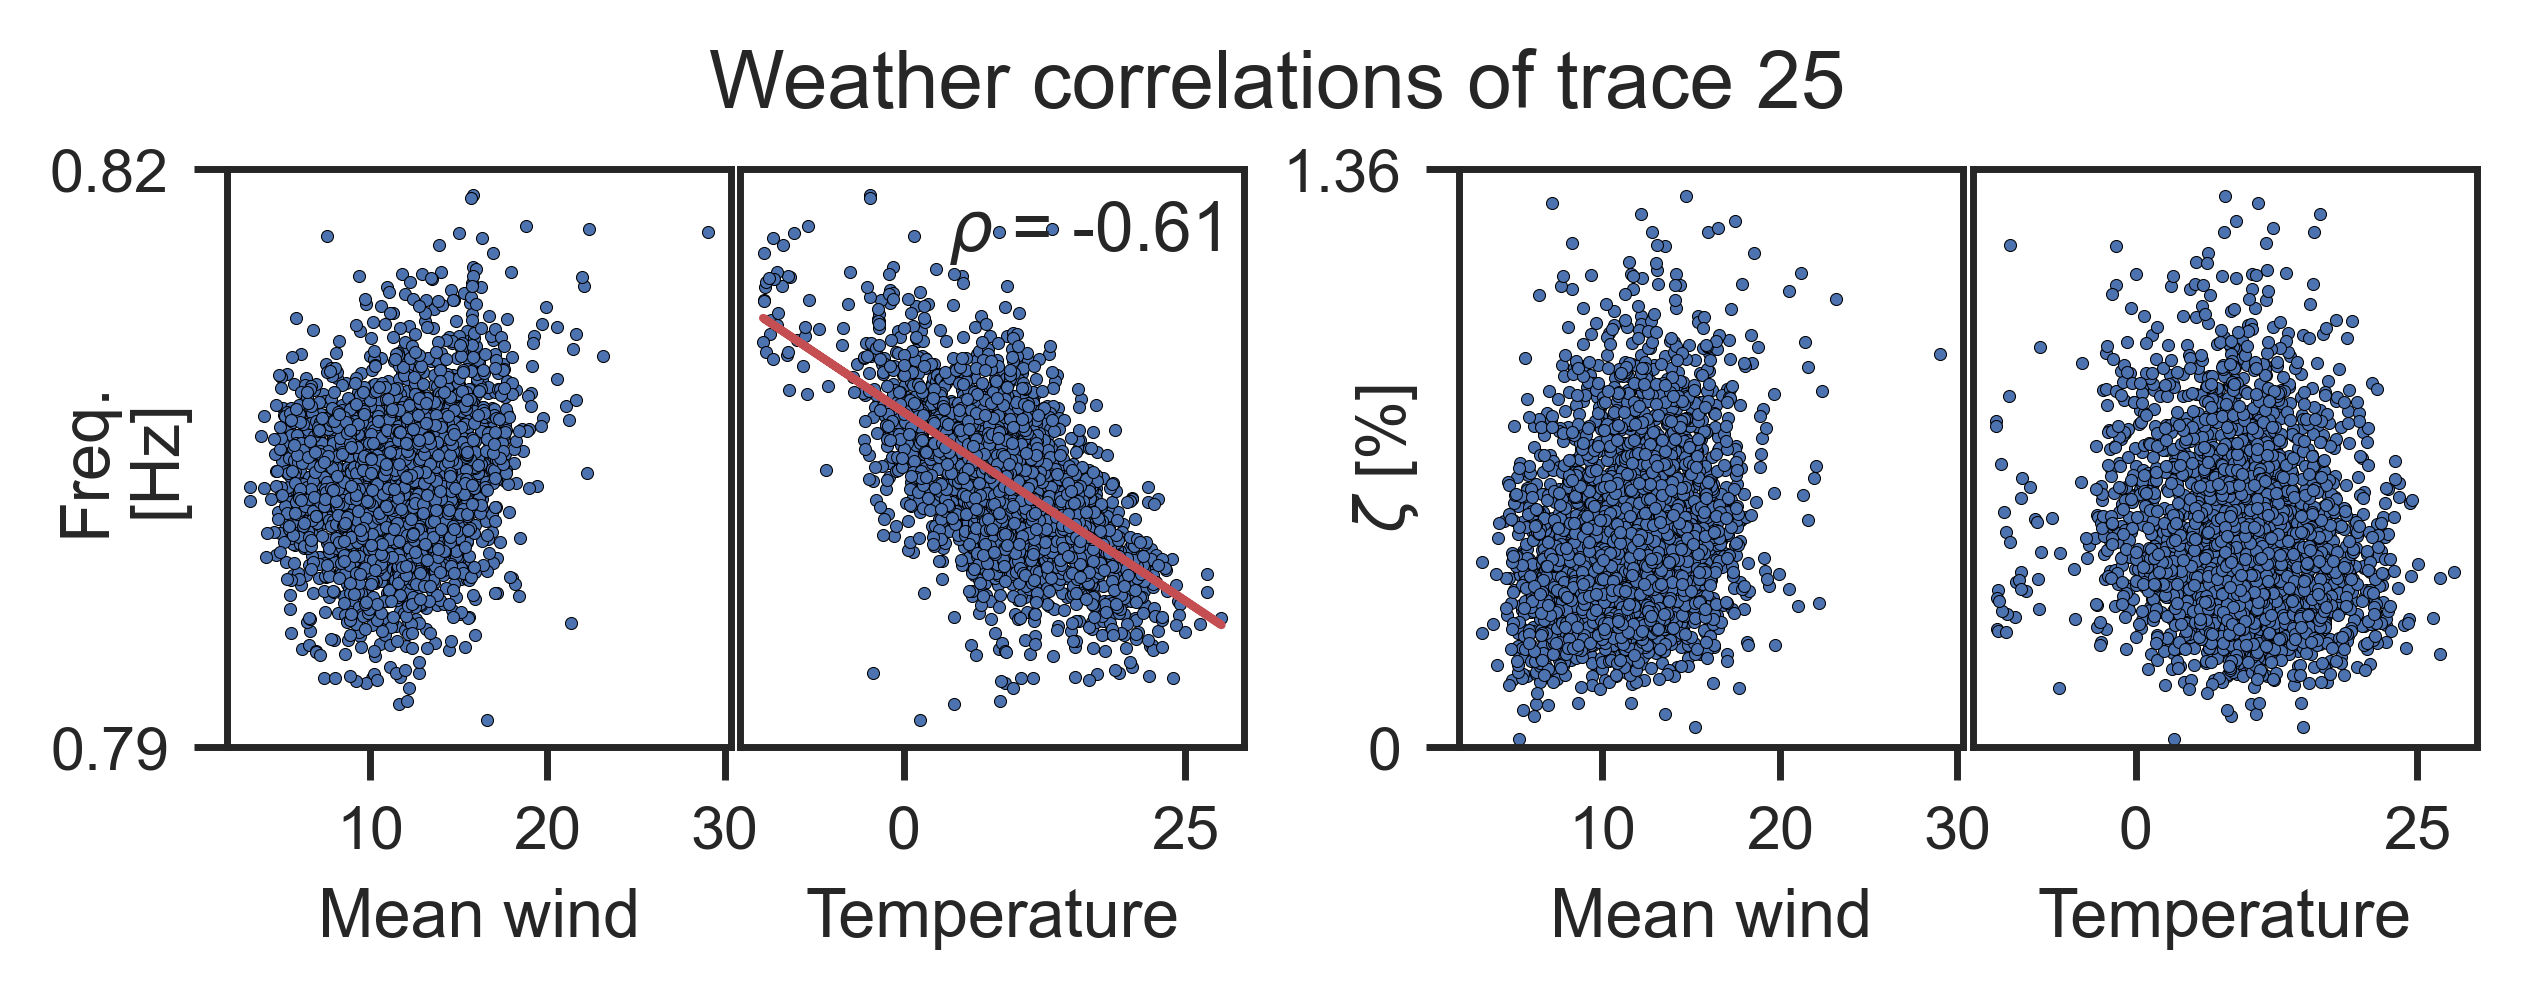 Weather correlations of trace 25
0.82
0.79
Freq.
[Hz]
10 20 30
Mean wind
ρ = -0.61
0 25
Temperature
1.36
0
ζ [%]
10 20 30
Mean wind
0 25
Temperature